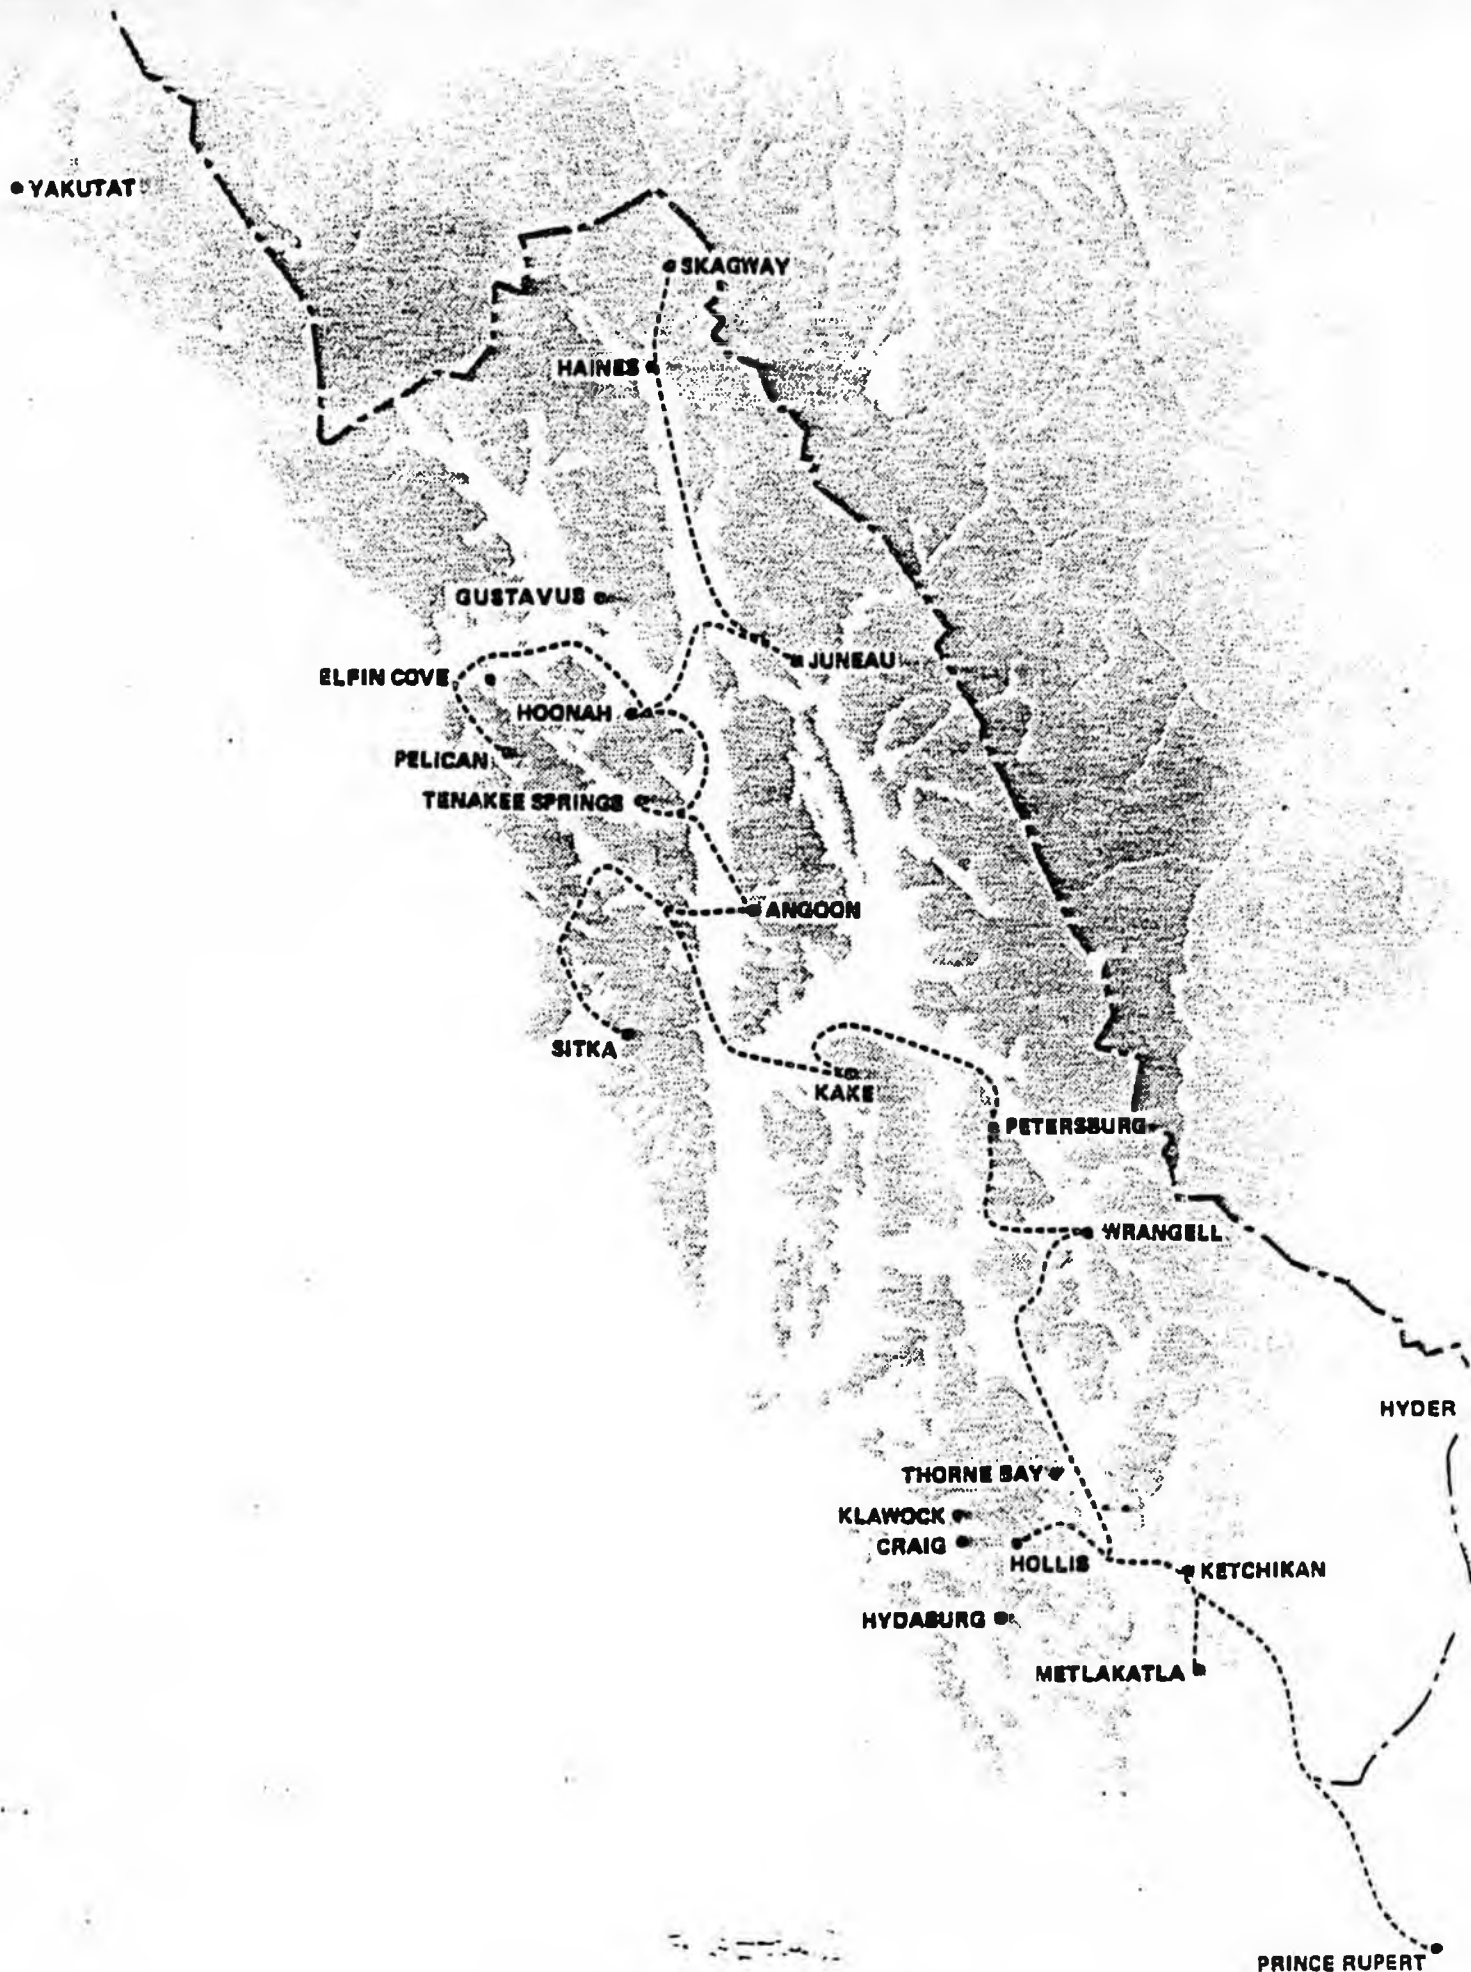 YAKUTAT
SKAGWAY
HAINES
GUSTAVUS
JUNEAU
ELFIN COVE
HOONAH
PELICAN
TENAKEE SPRINGS
ANGOON
SITKA
KAKE
PETERSBURG
WRANGELL
HYDER
THORNE BAY
KLAWOCK
CRAIG
HOLLIS
KETCHIKAN
HYDABURG
METLAKATLA
PRINCE RUPERT